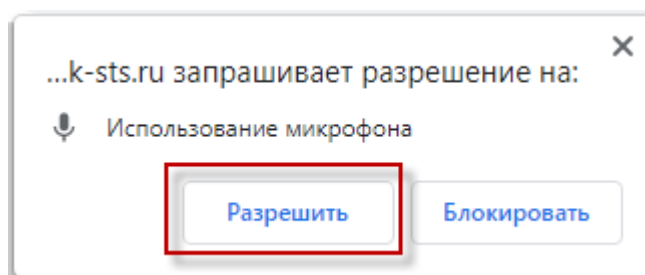 ...k-sts.ru запрашивает разрешение на:
Использование микрофона
Разрешить Блокировать